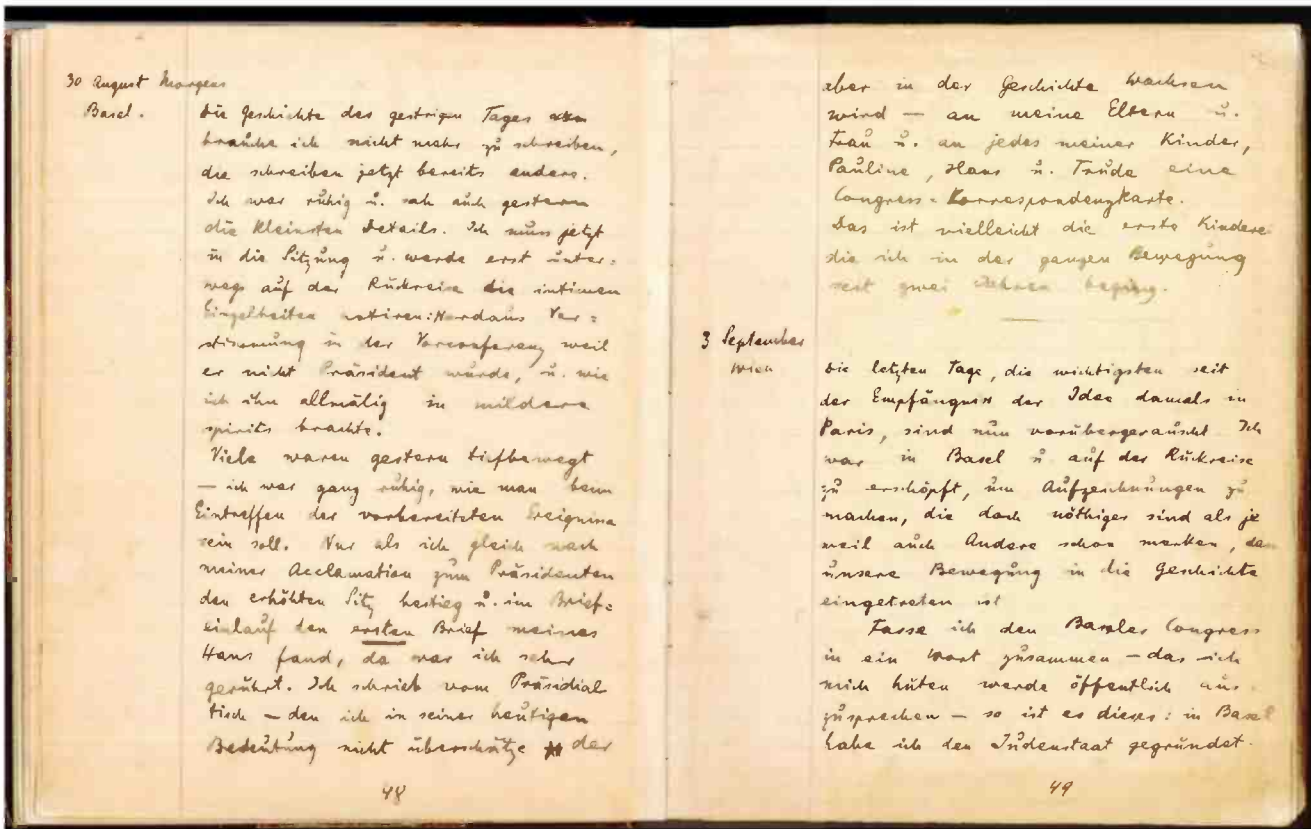 30 August Morgens
Basel.
Die Geschichte des gestrigen Tages
brauche ich nicht mehr zu schreiben,
die schreiben jetzt bereits andere.
Ich war ruhig u. sah auch gestern
die kleinsten Details. Ich muss jetzt
in die Sitzung u. werde erst unter=
wegs auf der Rückreise die intimen
Einzelheiten notiren: Nordaus Ver=
stimmung in der Vorconferenz weil
er nicht Präsident wurde, u. wie
ich ihn allmälig in mildere
spirits brachte.
Viele waren gestern tiefbewegt
— ich war ganz ruhig, wie man beim
Eintreffen der vorbereiteten Ereignisse
sein soll. Nur als ich gleich nach
meiner Acclamation zum Präsidenten
den erhöhten Sitz bestieg u. im Brief=
einlauf den ersten Brief meines
Hans fand, da war ich sehr
gerührt. Ich schrieb vom Präsidial
tisch — den ich in seiner heutigen
Bedeutung nicht überschätze der
48
aber in der Geschichte wachsen
wird — an meine Eltern u.
Frau u. an jedes meiner Kinder,
Pauline, Hans u. Trude eine
Congress=Korrespondenzkarte.
Das ist vielleicht die erste Kindere
die ich in der ganzen Bewegung
seit zwei Jahren beging.
3 September
Wien
Die letzten Tage, die wichtigsten seit
der Empfängniss der Idee damals in
Paris, sind nun vorübergerauscht. Ich
war in Basel u. auf der Rückreise
zu erschöpft, um Aufzeichnungen zu
machen, die doch nöthiger sind als je
weil auch Andere schon merken, das
unsere Bewegung in die Geschichte
eingetreten ist
Fasse ich den Basler Congress
in ein Wort zusammen — das ich
mich hüten werde öffentlich aus
zusprechen — so ist es dieses: in Basel
habe ich den Judenstaat gegründet.
49